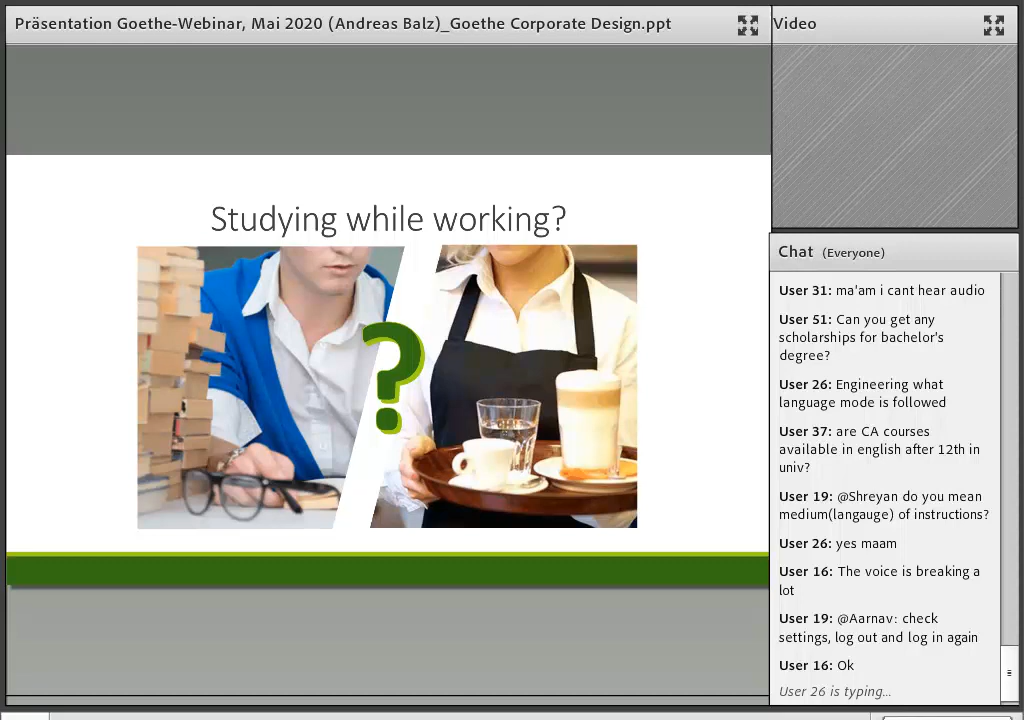 Präsentation Goethe-Webinar, Mai 2020 (Andreas Balz)_Goethe Corporate Design.ppt
Studying while working?
?
Video
Chat (Everyone)
User 31: ma'am i cant hear audio
User 51: Can you get any
scholarships for bachelor's
degree?
User 26: Engineering what
language mode is followed
User 37: are CA courses
available in english after 12th in
univ?
User 19: @Shreyan do you mean
medium(langauge) of instructions?
User 26: yes maam
User 16: The voice is breaking a
lot
User 19: @Aarnav: check
settings, log out and log in again
User 16: Ok
User 26 is typing...